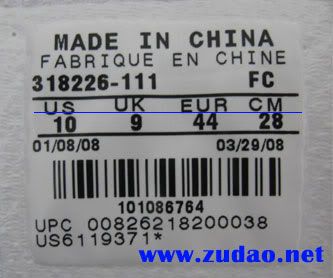 MADE IN CHINA
FABRIQUE EN CHINE
318226-111 FC
US UK EUR CM
10 9 44 28
01/08/08 03/29/08
101086764
UPC 00826218200038
US6119371*
www.zudao.net